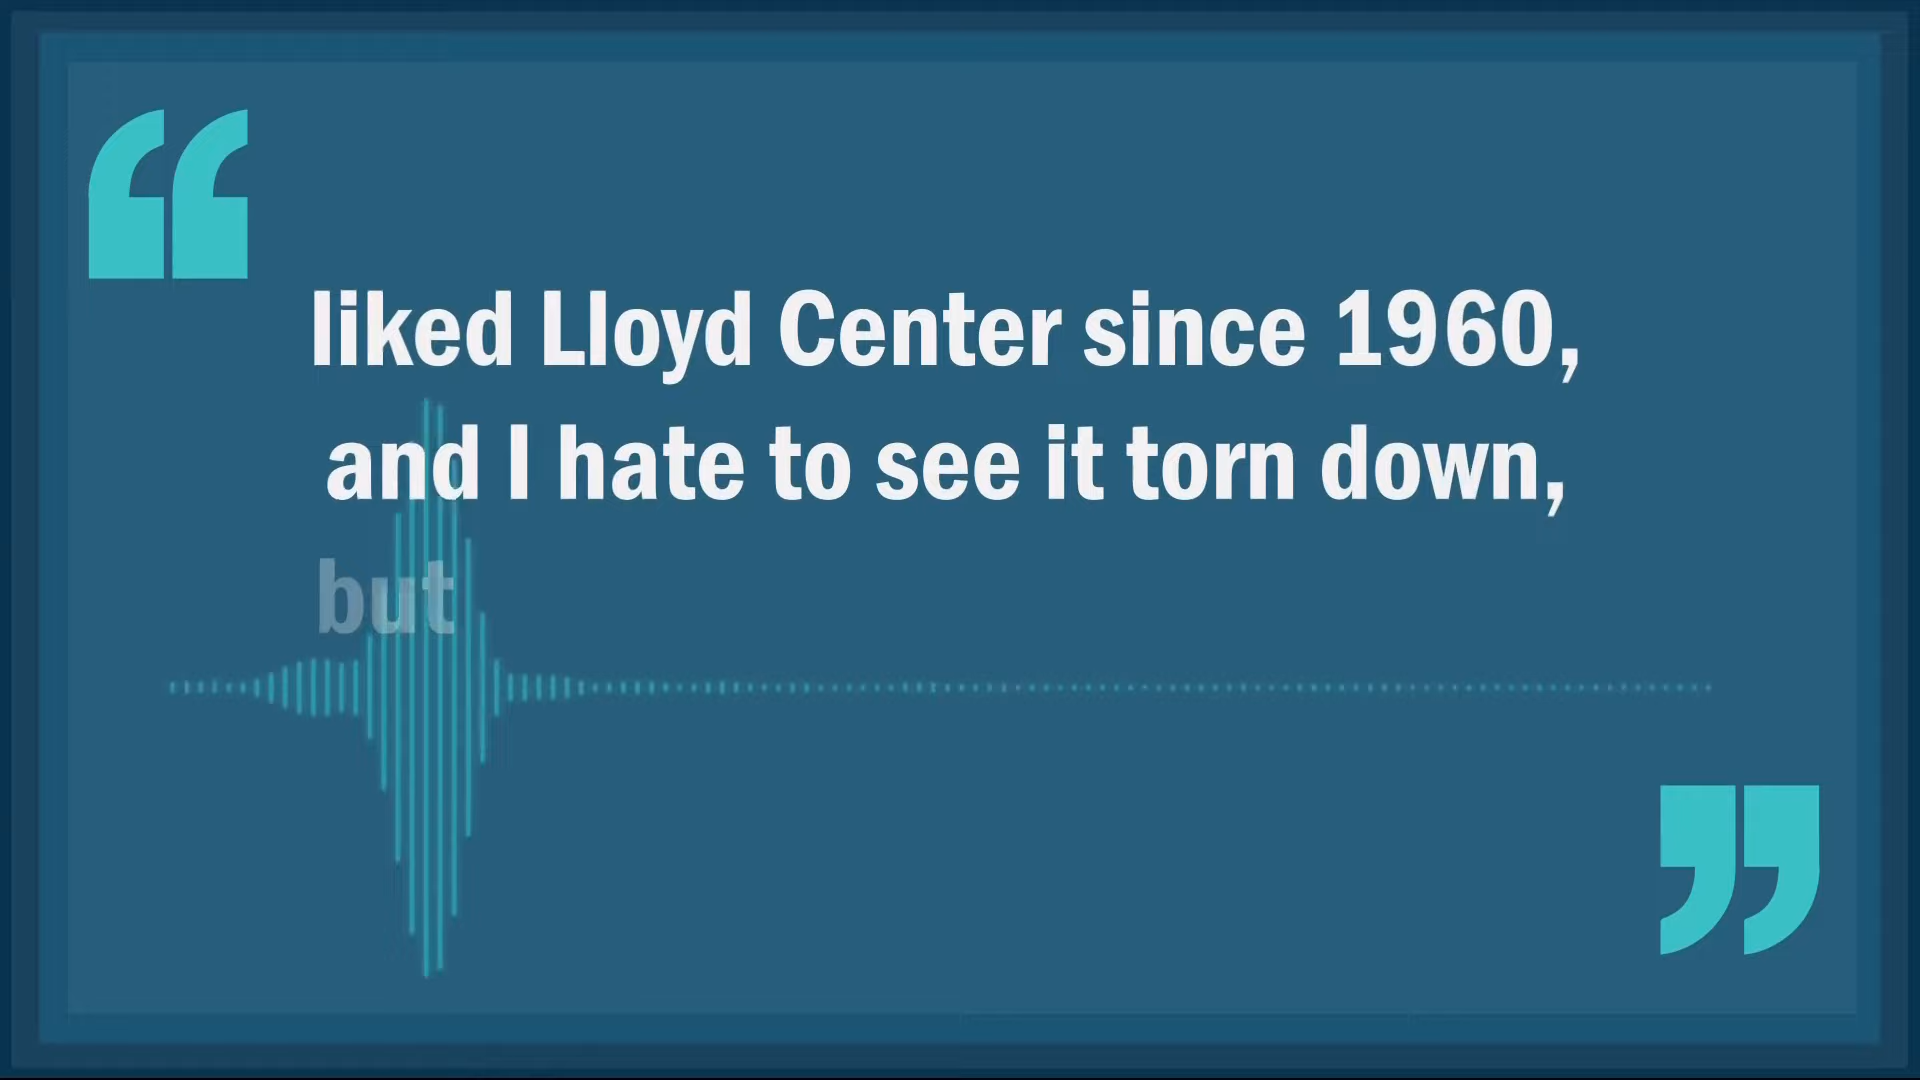 “
liked Lloyd Center since 1960,
and I hate to see it torn down,
but
”